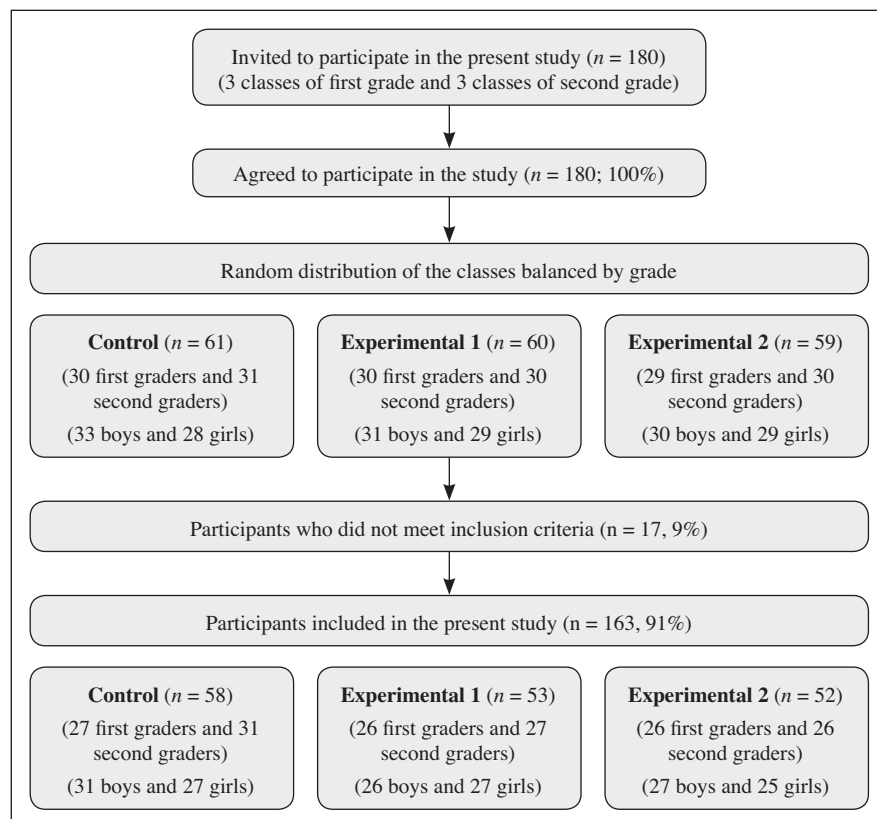 Invited to participate in the present study (n = 180)
(3 classes of first grade and 3 classes of second grade)
Agreed to participate in the study (n = 180; 100%)
Random distribution of the classes balanced by grade
Control (n = 61)
(30 first graders and 31
second graders)
(33 boys and 28 girls)
Experimental 1 (n = 60)
(30 first graders and 30
second graders)
(31 boys and 29 girls)
Experimental 2 (n = 59)
(29 first graders and 30
second graders)
(30 boys and 29 girls)
Participants who did not meet inclusion criteria (n = 17, 9%)
Participants included in the present study (n = 163, 91%)
Control (n = 58)
(27 first graders and 31
second graders)
(31 boys and 27 girls)
Experimental 1 (n = 53)
(26 first graders and 27
second graders)
(26 boys and 27 girls)
Experimental 2 (n = 52)
(26 first graders and 26
second graders)
(27 boys and 25 girls)